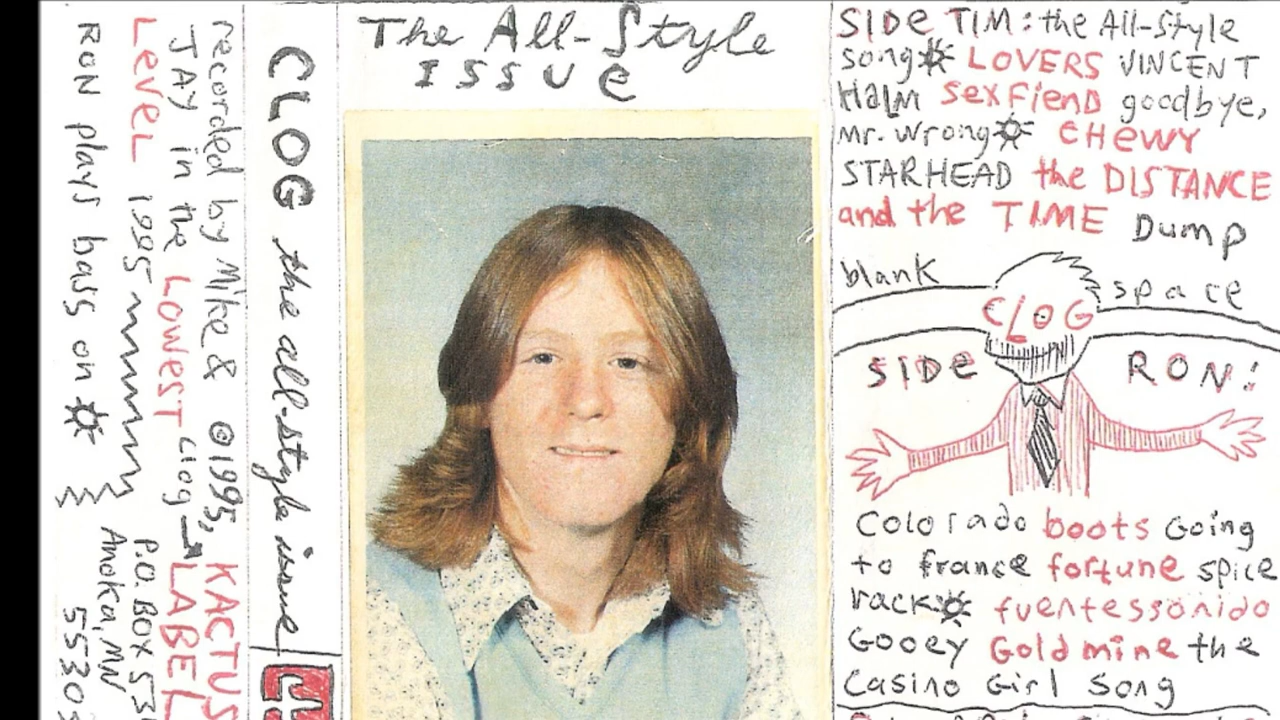 The All-Style
ISSUE
CLOG the all-style issue
recorded by Mike & ©1995, KACTUS
JAY in the LOWEST Clog LABEL
LeveL 1995 P.O. BOX
RON plays bass on Anoka, MN
SIDE TIM: the All-Style
song LOVERS VINCENT
Halm sexfiend goodbye,
Mr. Wrong CHEWY
STARHEAD the DISTANCE
and the TIME Dump
blank space
CLOG
SIDE RON!
Colorado boots Going
to france fortune spice
rack fuentessonido
Gooey Goldmine the
Casino Girl Song